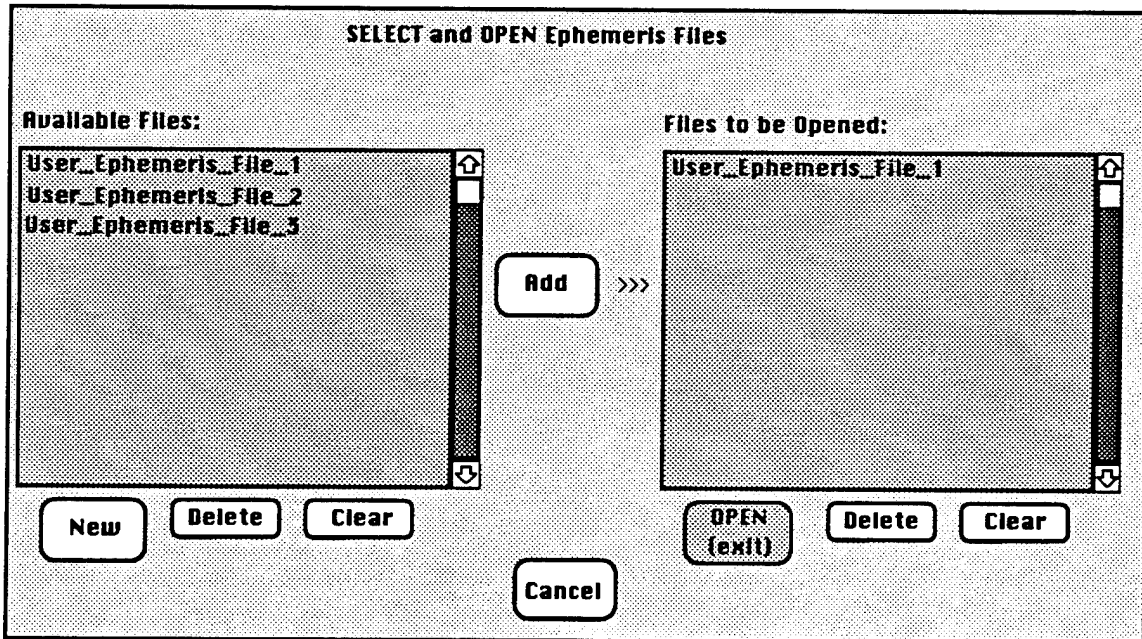 SELECT and OPEN Ephemeris Files
Available Files:
User_Ephemeris_File_1
User_Ephemeris_File_2
User_Ephemeris_File_3
Add >>>
Files to be Opened:
User_Ephemeris_File_1
New
Delete
Clear
OPEN
(exit)
Delete
Clear
Cancel